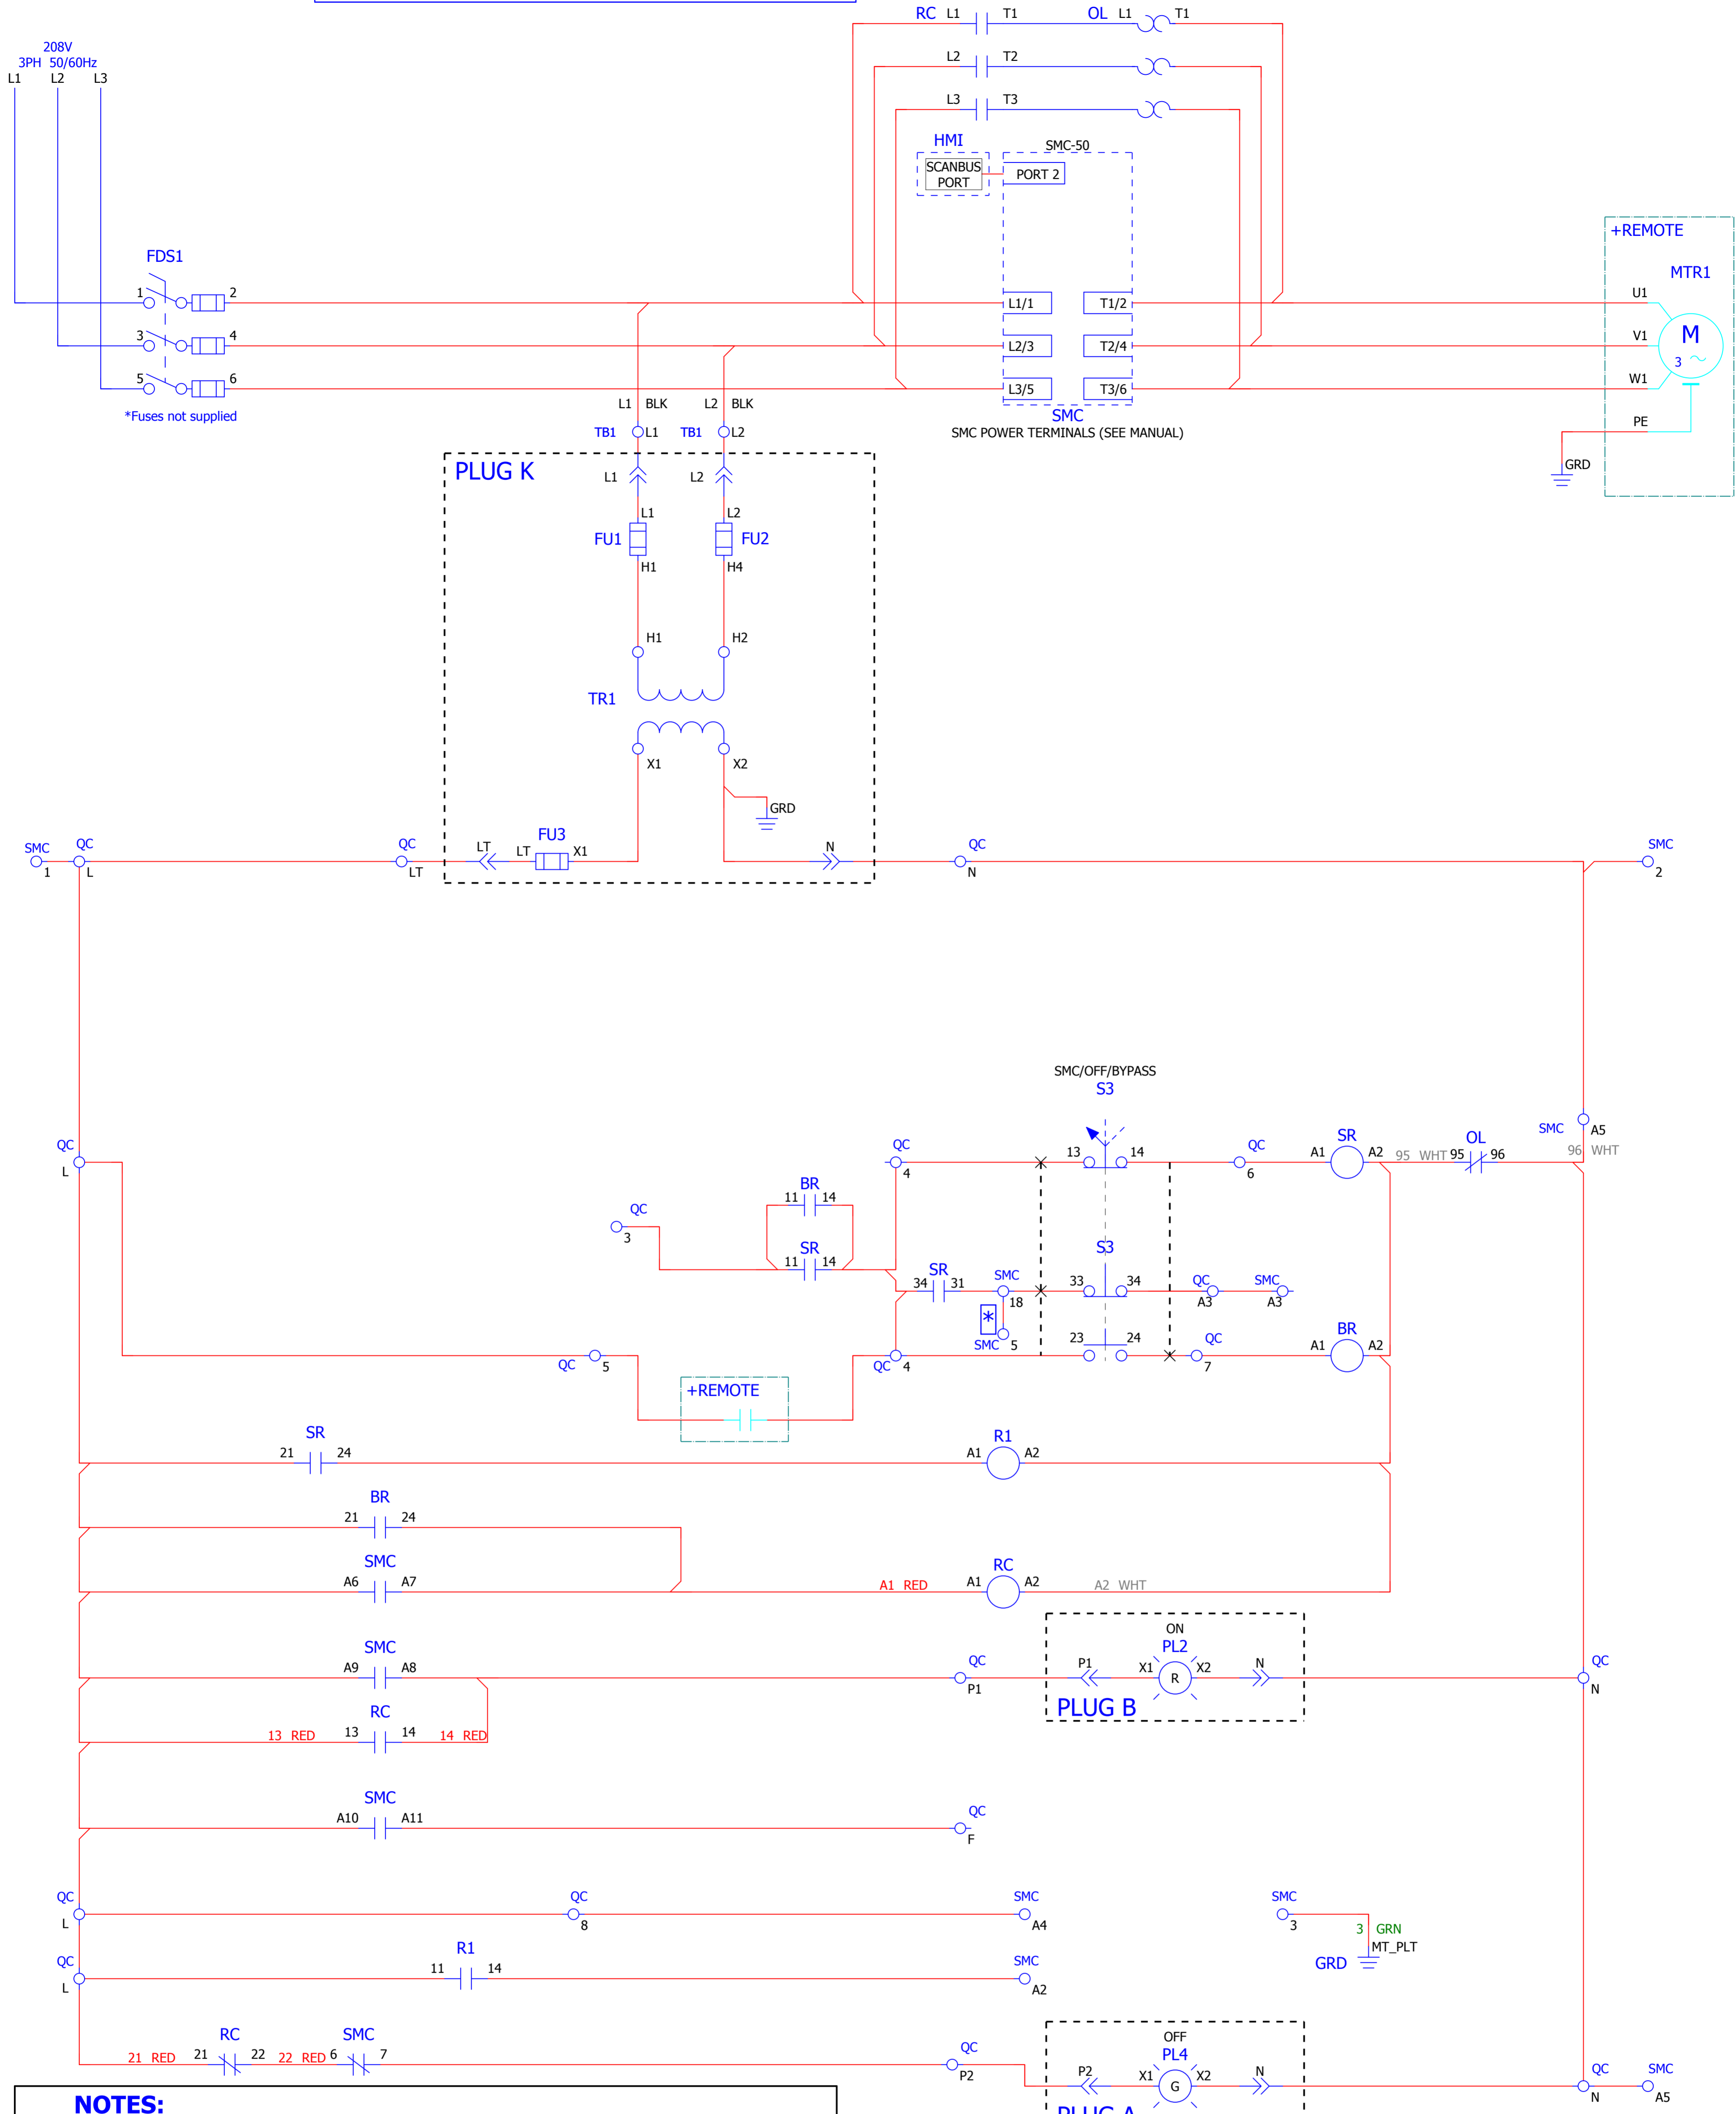 RC L1 T1 OL L1 T1
208V
3PH 50/60Hz
L1 L2 L3
L2 T2
L3 T3
HMI
SMC-50
SCANBUS
PORT
PORT 2
+REMOTE
MTR1
FDS1
1 2
L1/1 T1/2
U1
3 4
L2/3 T2/4
V1
M
3
5 6
L3/5 T3/6
W1
*Fuses not supplied
L1 BLK L2 BLK
SMC
SMC POWER TERMINALS (SEE MANUAL)
PE
TB1 L1 TB1 L2
GRD
PLUG K
L1 L2
L1 L2
FU1 FU2
H1 H4
H1 H2
TR1
X1 X2
GRD
SMC QC QC LT LT FU3 X1 N QC SMC
1 L LT N 2
SMC/OFF/BYPASS
S3
SMC A5
QC QC 13 14 QC A1 SR A2 95 WHT 95 OL 96 96 WHT
L 4 6
BR
11 14
QC
3
SR
11 14
S3
SR
34 31 SMC 33 34 QC SMC
18 A3 A3
*
SMC 5
23 24 QC A1 BR A2
QC 5 QC 4 7
+REMOTE
SR
21 24
R1
A1 A2
BR
21 24
SMC
A6 A7
RC
A1 RED A1 A2 A2 WHT
ON
SMC
A9 A8
PL2
QC P1 X1 R X2 N QC
P1 N
PLUG B
RC
13 RED 13 14 14 RED
SMC
A10 A11
QC
F
QC QC SMC SMC
L 8 A4 3
3 GRN
MT_PLT
GRD
QC R1 SMC
L 11 14 A2
OFF
RC SMC
21 RED 21 22 22 RED 6 7
QC
P2
PL4
P2 X1 G X2 N
QC SMC
N A5
PLUG A
NOTES: